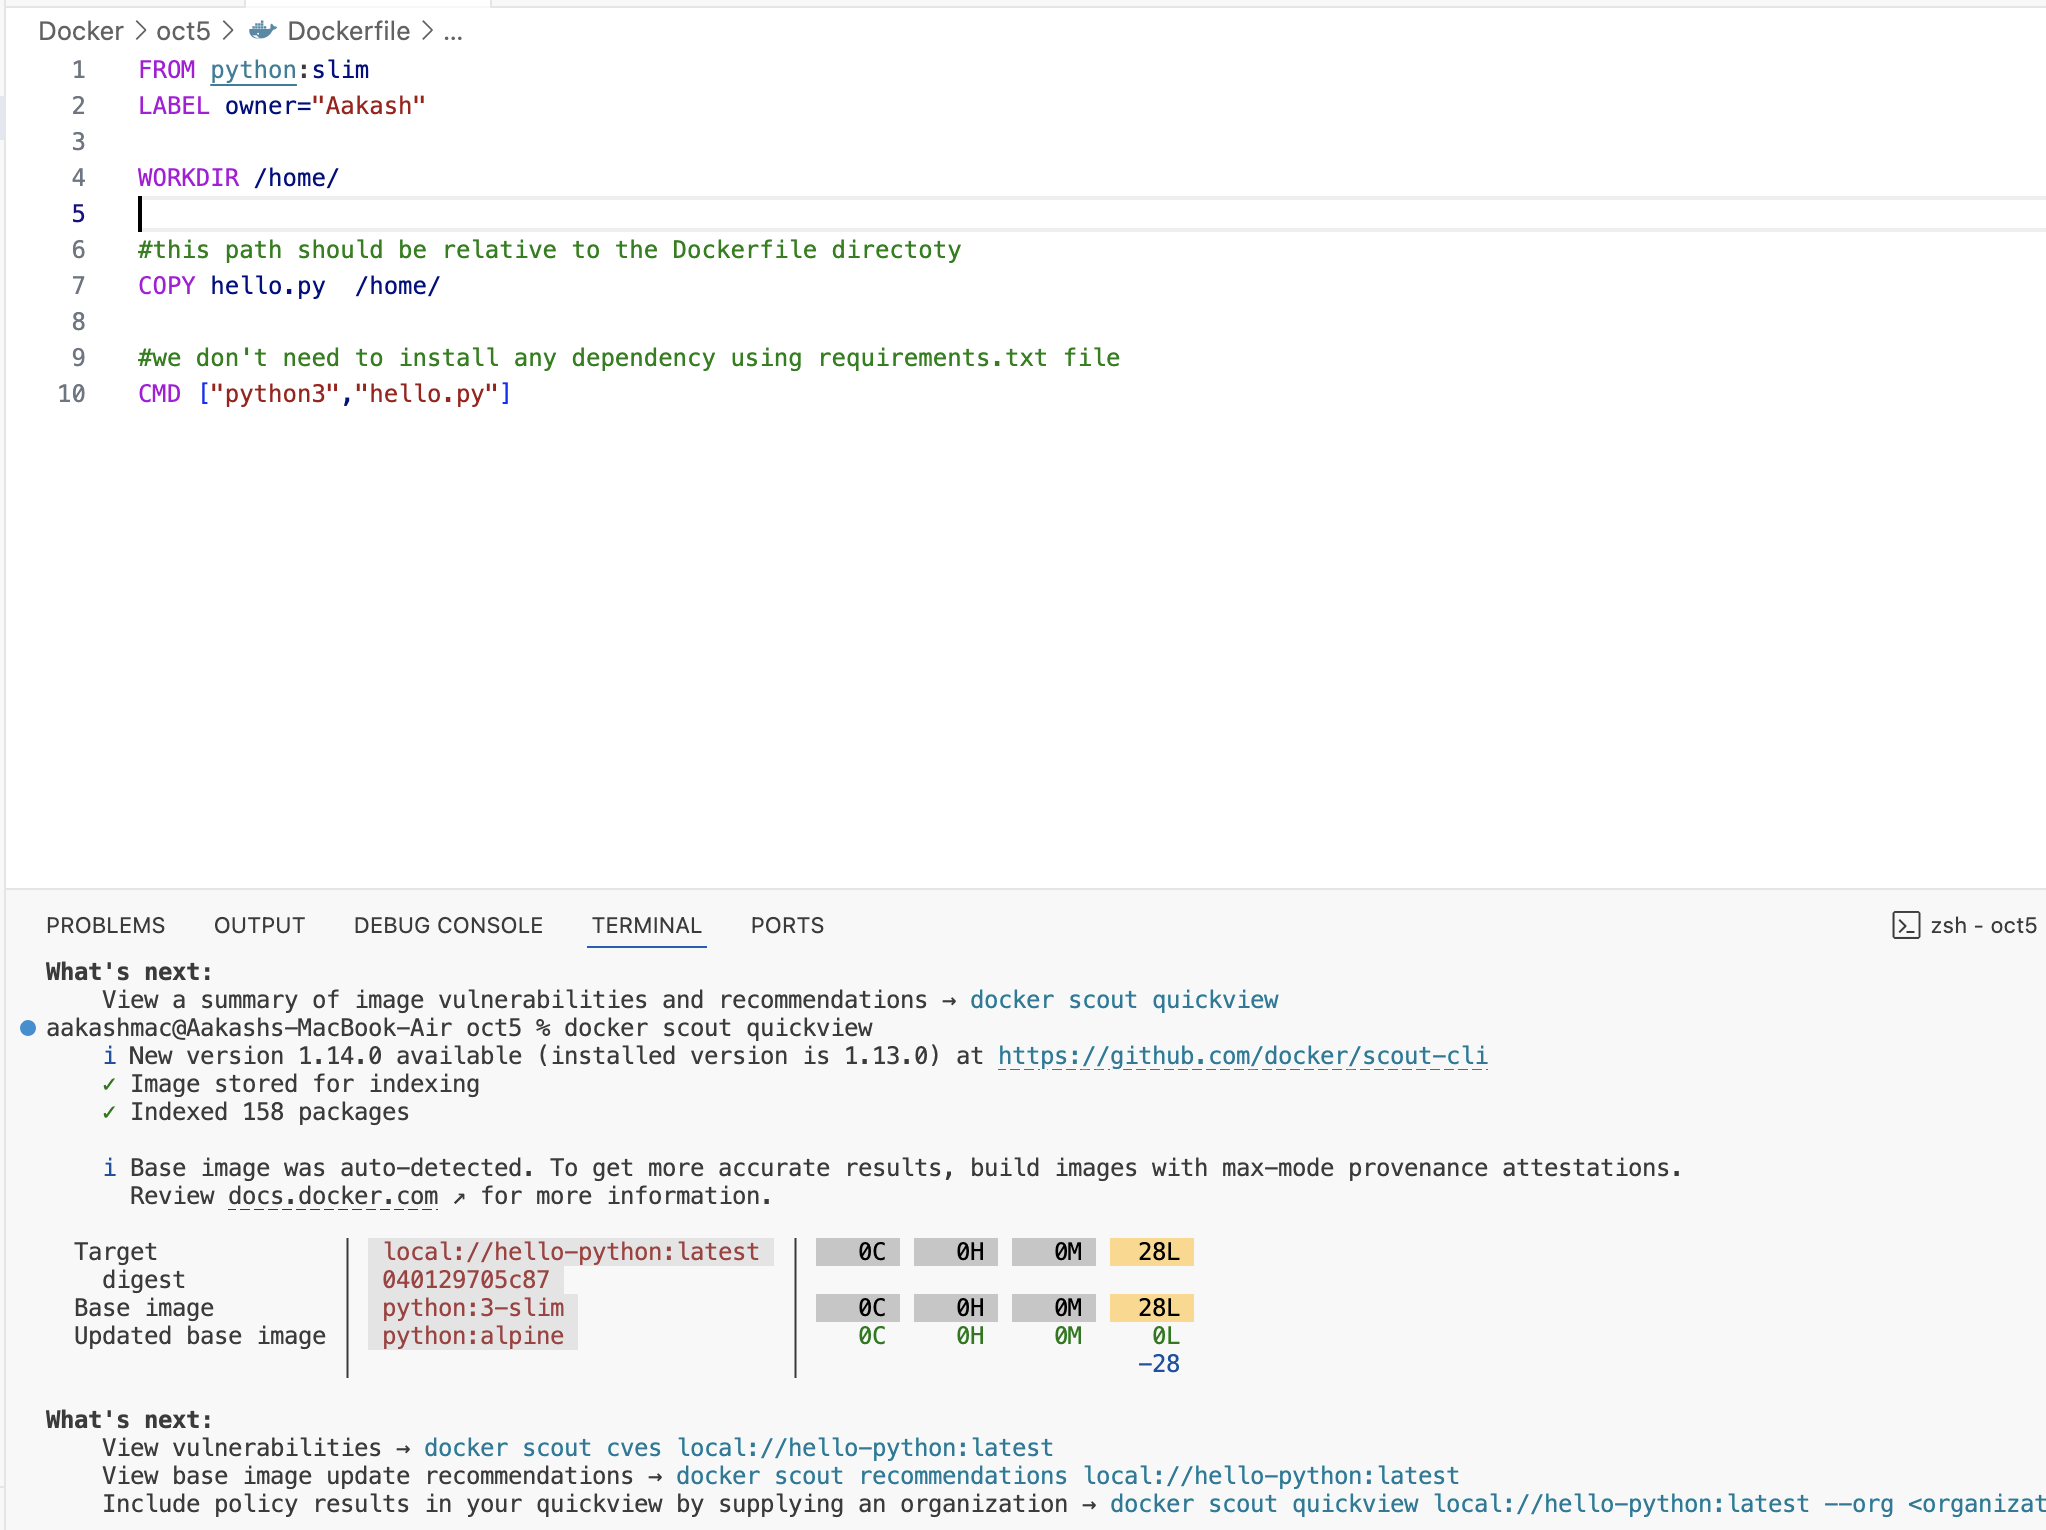 Docker > oct5 > Dockerfile > ...
1 FROM python:slim
2 LABEL owner="Aakash"
3
4 WORKDIR /home/
5
6 #this path should be relative to the Dockerfile directoty
7 COPY hello.py  /home/
8
9 #we don't need to install any dependency using requirements.txt file
10 CMD ["python3","hello.py"]
PROBLEMS OUTPUT DEBUG CONSOLE TERMINAL PORTS zsh - oct5
What's next:
View a summary of image vulnerabilities and recommendations → docker scout quickview
aakashmac@Aakashs-MacBook-Air oct5 % docker scout quickview
i New version 1.14.0 available (installed version is 1.13.0) at https://github.com/docker/scout-cli
✓ Image stored for indexing
✓ Indexed 158 packages
i Base image was auto-detected. To get more accurate results, build images with max-mode provenance attestations.
Review docs.docker.com ↗ for more information.
Target │ local://hello-python:latest │ 0C 0H 0M 28L
digest │ 040129705c87 │
Base image │ python:3-slim │ 0C 0H 0M 28L
Updated base image │ python:alpine │ 0C 0H 0M 0L
│ │ -28
What's next:
View vulnerabilities → docker scout cves local://hello-python:latest
View base image update recommendations → docker scout recommendations local://hello-python:latest
Include policy results in your quickview by supplying an organization → docker scout quickview local://hello-python:latest --org <organizat